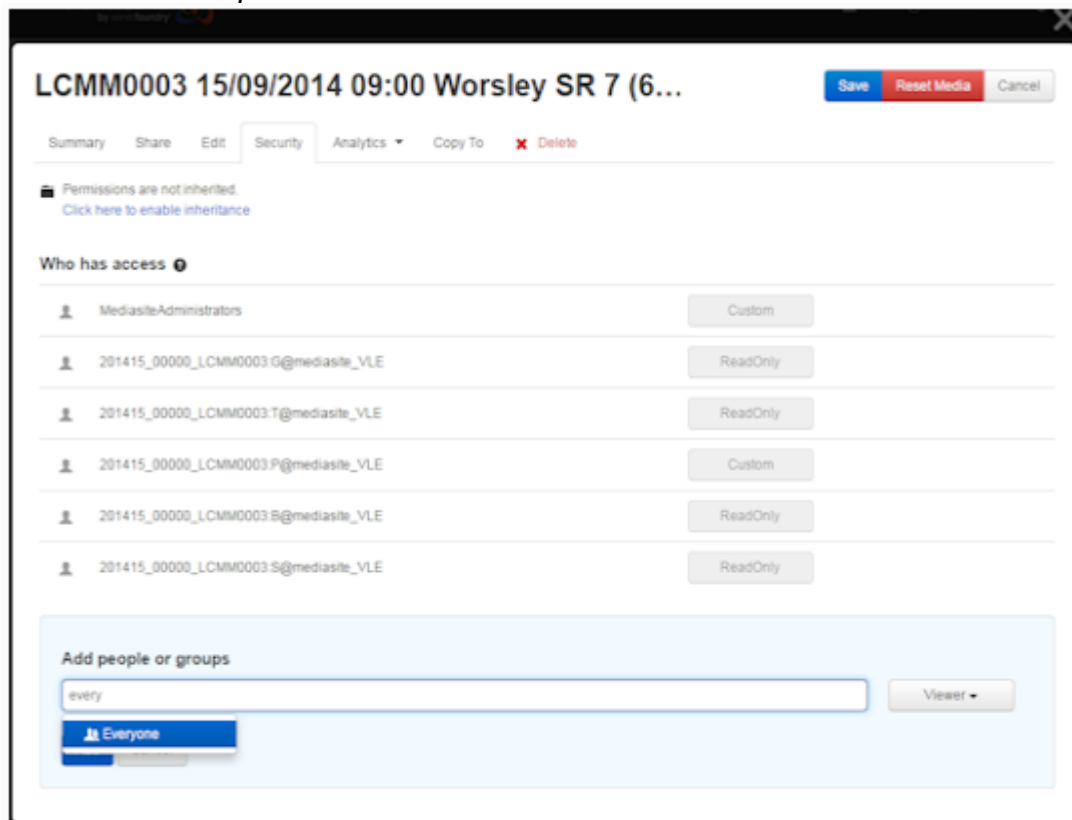 by sonicfoundry
LCMM0003 15/09/2014 09:00 Worsley SR 7 (6...
Save Reset Media Cancel
Summary Share Edit Security Analytics Copy To Delete
Permissions are not inherited.
Click here to enable inheritance
Who has access
MediasiteAdministrators Custom
201415_00000_LCMM0003:G@mediasite_VLE ReadOnly
201415_00000_LCMM0003:T@mediasite_VLE ReadOnly
201415_00000_LCMM0003:P@mediasite_VLE Custom
201415_00000_LCMM0003:B@mediasite_VLE ReadOnly
201415_00000_LCMM0003:S@mediasite_VLE ReadOnly
Add people or groups
every Viewer
Everyone